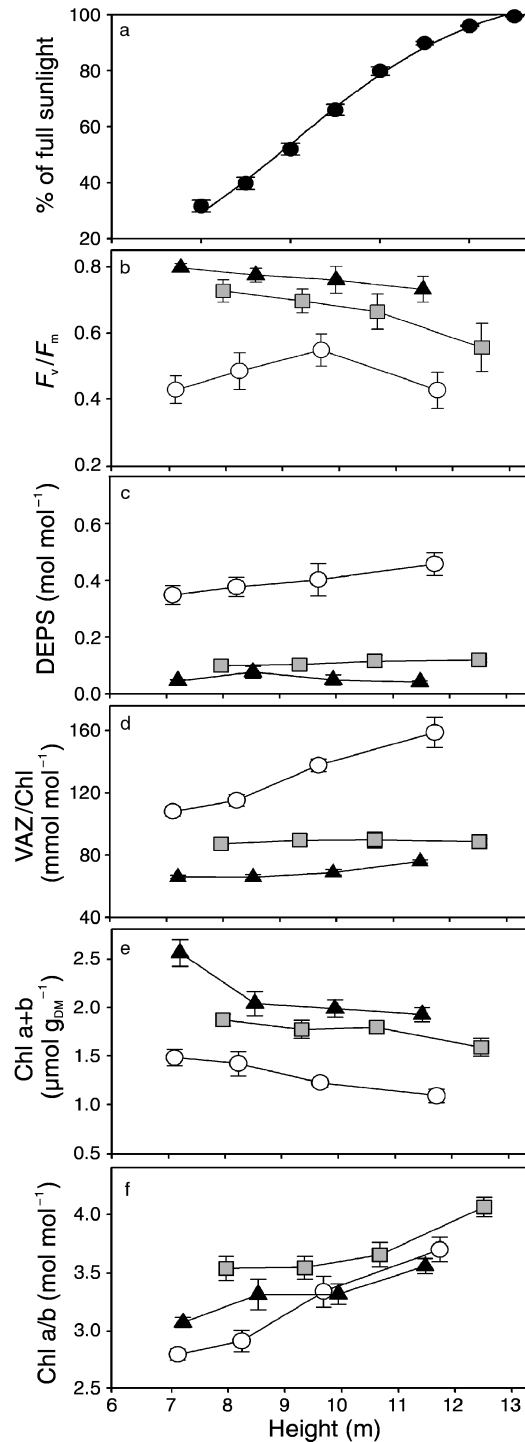 100
a
80
60
40
20
% of full sunlight
0.8
b
0.6
0.4
0.2
Fv/Fm
c
0.6
0.4
0.2
0.0
DEPS (mol mol−1)
160
d
120
80
40
VAZ/Chl
(mmol mol−1)
2.5
e
2.0
1.5
1.0
0.5
Chl a+b
(µmol gDM−1)
f
4.0
3.5
3.0
2.5
Chl a/b (mol mol−1)
6 7 8 9 10 11 12 13
Height (m)